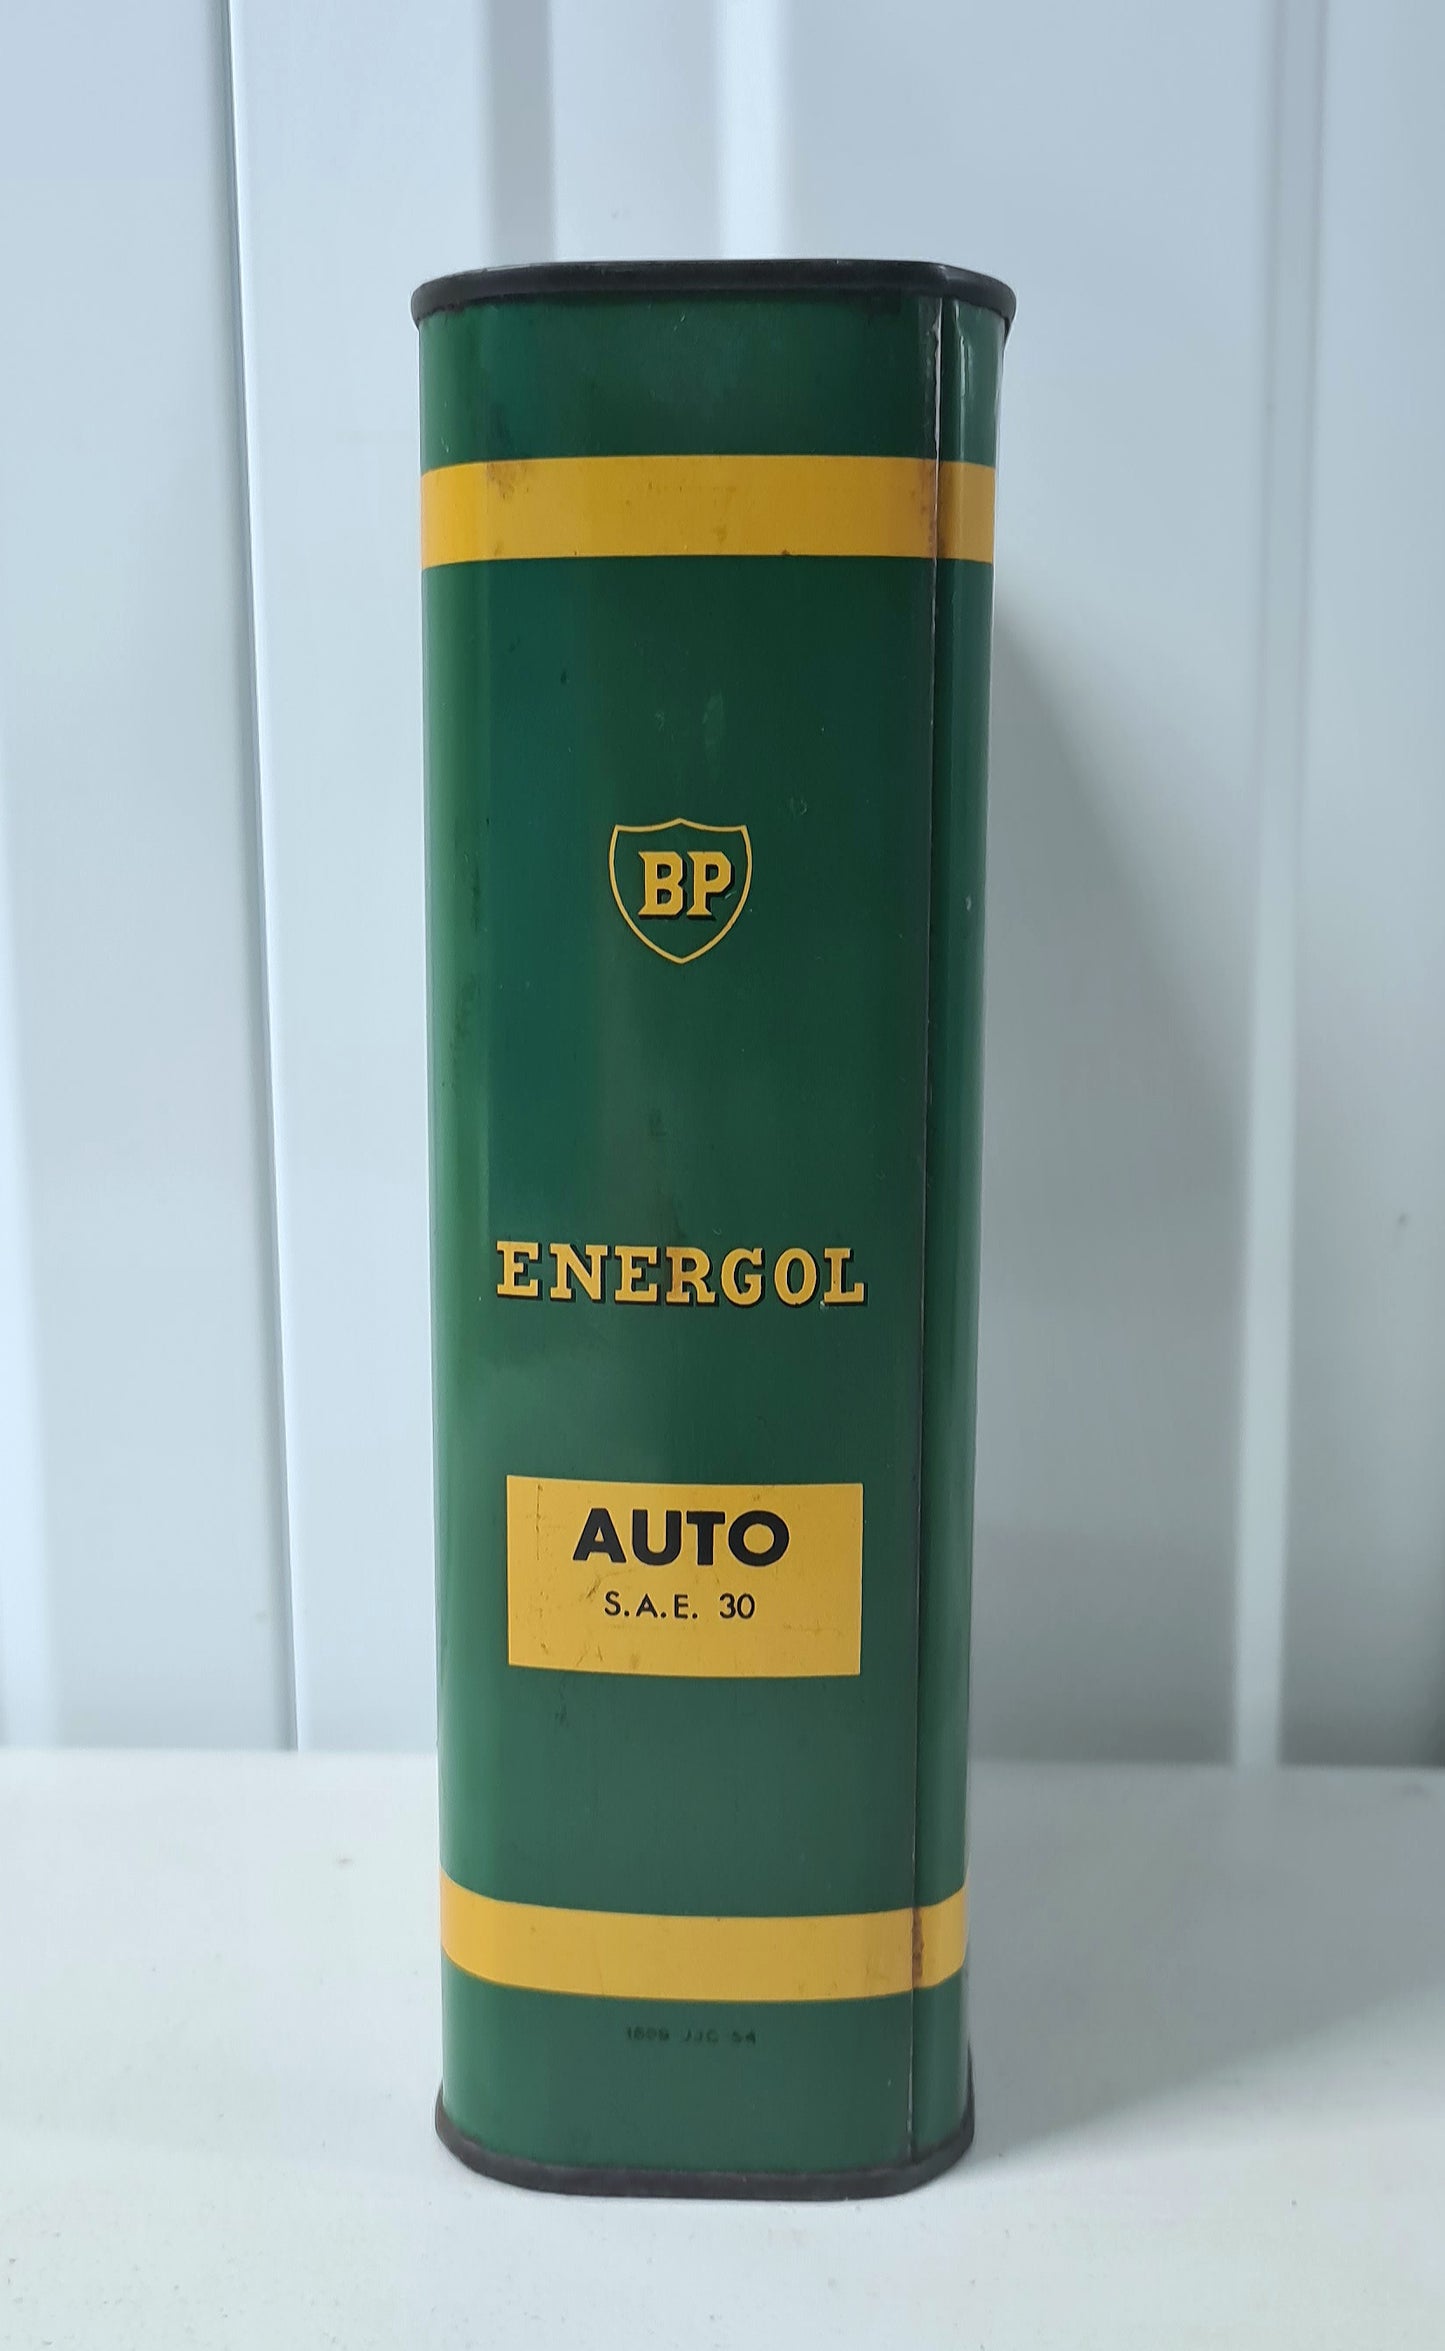 BP
ENERGOL
AUTO
S.A.E. 30